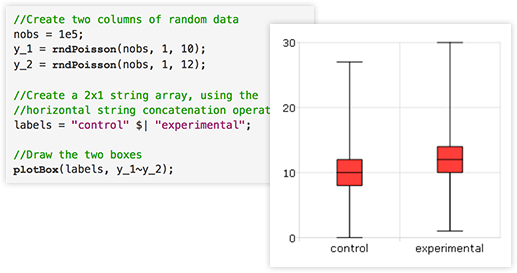 //Create two columns of random data
nobs = 1e5;
y_1 = rndPoisson(nobs, 1, 10);
y_2 = rndPoisson(nobs, 1, 12);
//Create a 2x1 string array, using the
//horizontal string concatenation operat
labels = "control" $| "experimental";
//Draw the two boxes
plotBox(labels, y_1~y_2);
30
20
10
0
control experimental